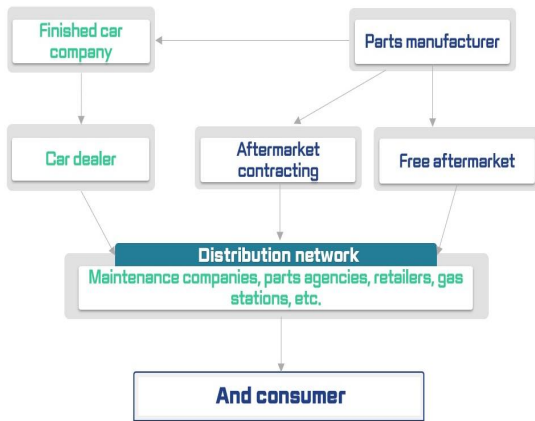 Finished car
company
Parts manufacturer
Car dealer
Aftermarket
contracting
Free aftermarket
Distribution network
Maintenance companies, parts agencies, retailers, gas
stations, etc.
And consumer